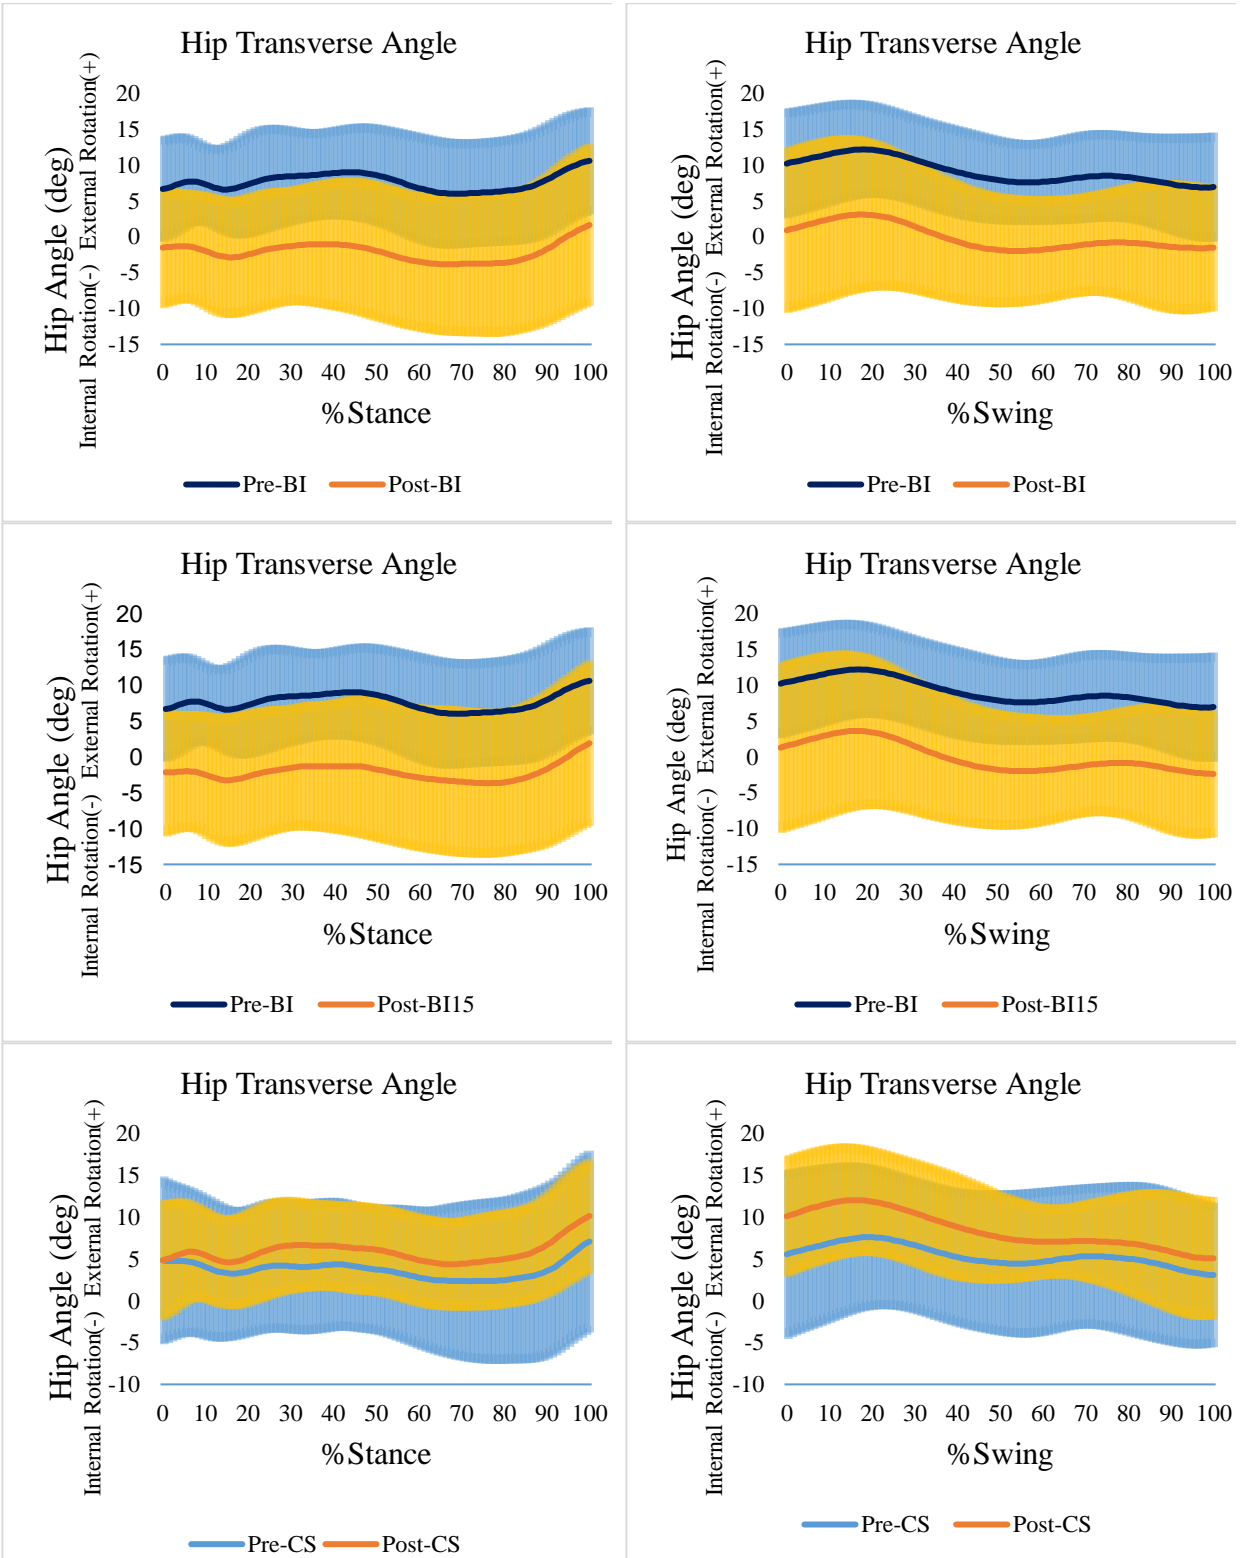 Hip Transverse Angle
Hip Angle (deg)
Internal Rotation(-) External Rotation(+)
20
15
10
5
0
-5
-10
-15
0 10 20 30 40 50 60 70 80 90 100
%Stance
Pre-BI Post-BI
Hip Transverse Angle
Hip Angle (deg)
Internal Rotation(-) External Rotation(+)
20
15
10
5
0
-5
-10
-15
0 10 20 30 40 50 60 70 80 90 100
%Swing
Pre-BI Post-BI
Hip Transverse Angle
Hip Angle (deg)
Internal Rotation(-) External Rotation(+)
20
15
10
5
0
-5
-10
-15
0 10 20 30 40 50 60 70 80 90 100
%Stance
Pre-BI Post-BI15
Hip Transverse Angle
Hip Angle (deg)
Internal Rotation(-) External Rotation(+)
20
15
10
5
0
-5
-10
-15
0 10 20 30 40 50 60 70 80 90 100
%Swing
Pre-BI Post-BI15
Hip Transverse Angle
Hip Angle (deg)
Internal Rotation(-) External Rotation(+)
20
15
10
5
0
-5
-10
0 10 20 30 40 50 60 70 80 90 100
%Stance
Pre-CS Post-CS
Hip Transverse Angle
Hip Angle (deg)
Internal Rotation(-) External Rotation(+)
20
15
10
5
0
-5
-10
0 10 20 30 40 50 60 70 80 90 100
%Swing
Pre-CS Post-CS